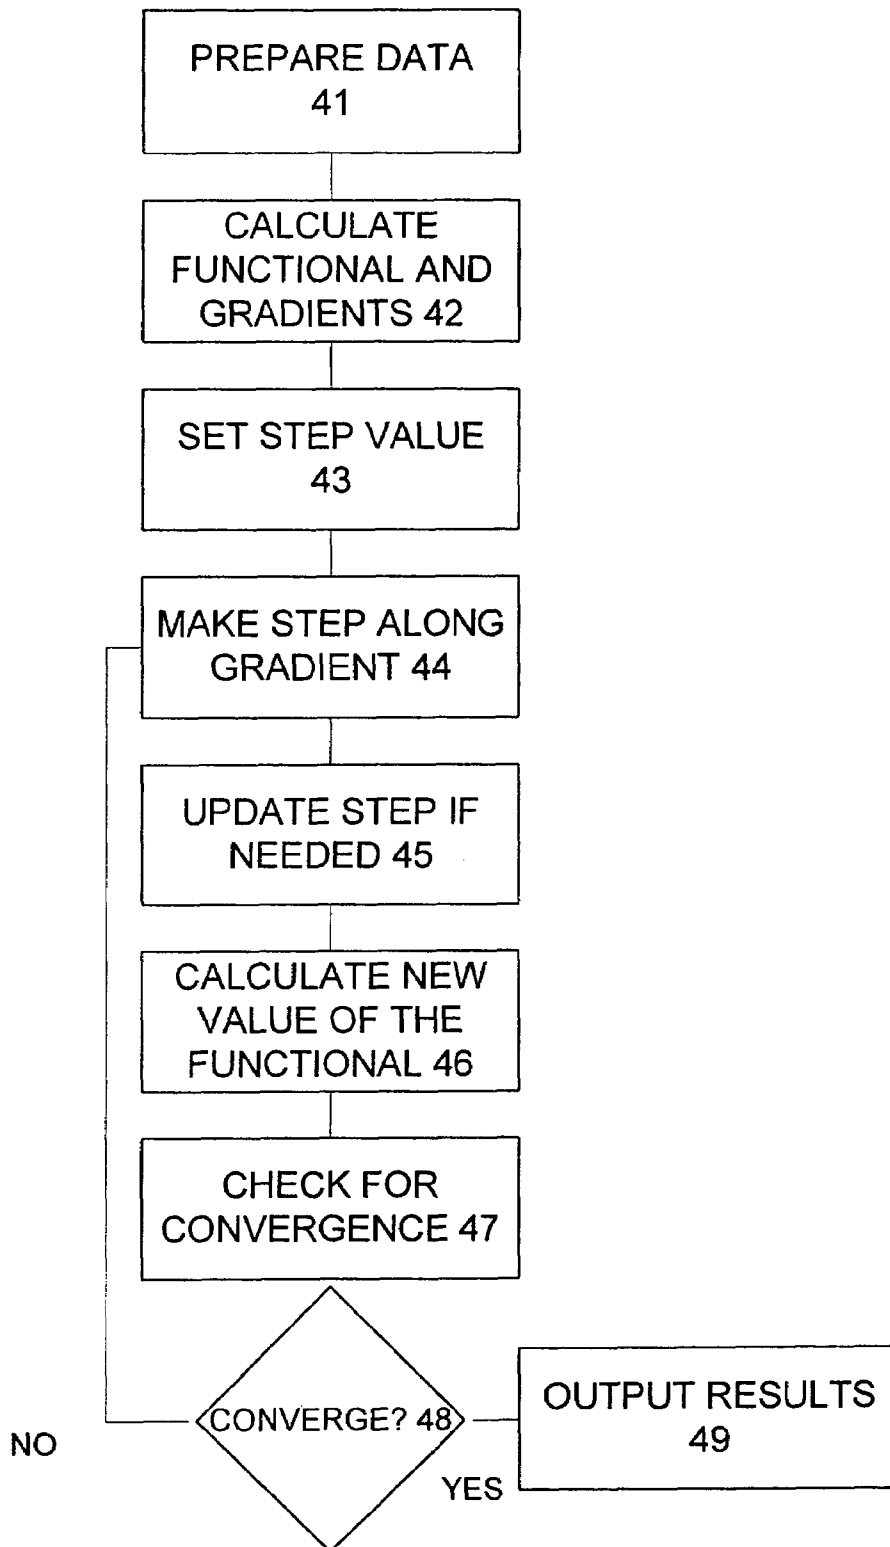 PREPARE DATA
41
CALCULATE
FUNCTIONAL AND
GRADIENTS 42
SET STEP VALUE
43
MAKE STEP ALONG
GRADIENT 44
UPDATE STEP IF
NEEDED 45
CALCULATE NEW
VALUE OF THE
FUNCTIONAL 46
CHECK FOR
CONVERGENCE 47
CONVERGE? 48
OUTPUT RESULTS
49
NO
YES